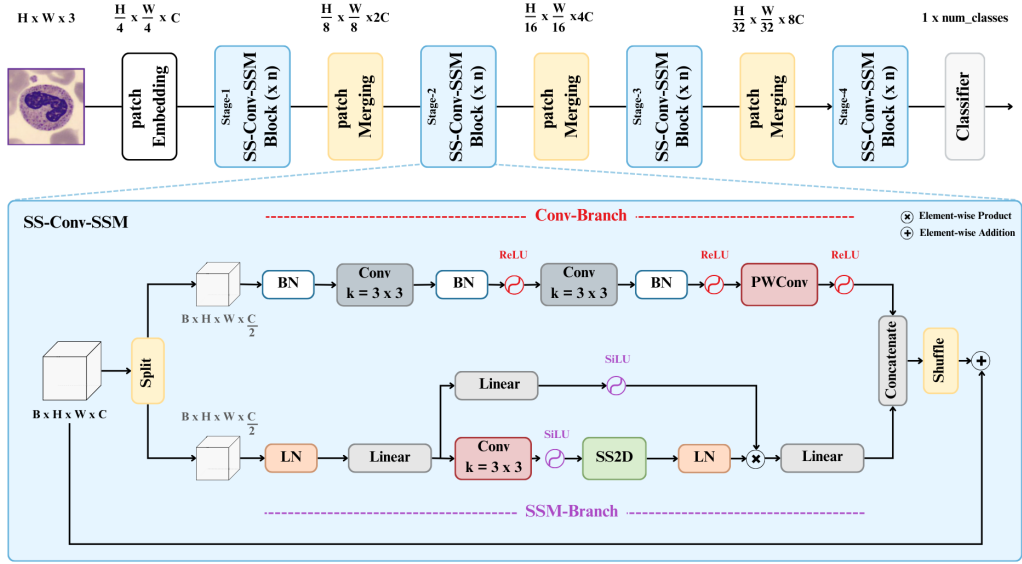 H x W x 3
H/4 x W/4 x C
H/8 x W/8 x2C
H/16 x W/16 x4C
H/32 x W/32 x 8C
1 x num_classes
patch
Embedding
Stage-1
SS-Conv-SSM
Block (x n)
patch
Merging
Stage-2
SS-Conv-SSM
Block (x n)
patch
Merging
Stage-3
SS-Conv-SSM
Block (x n)
patch
Merging
Stage-4
SS-Conv-SSM
Block (x n)
Classifier
SS-Conv-SSM
Conv-Branch
x Element-wise Product
+ Element-wise Addition
BN
Conv
k = 3 x 3
BN
ReLU
Conv
k = 3 x 3
BN
ReLU
PWConv
ReLU
B x H x W x C/2
B x H x W x C
Split
B x H x W x C/2
LN
Linear
Linear
SiLU
Conv
k = 3 x 3
SiLU
SS2D
LN
x
Linear
Concatenate
Shuffle
+
SSM-Branch